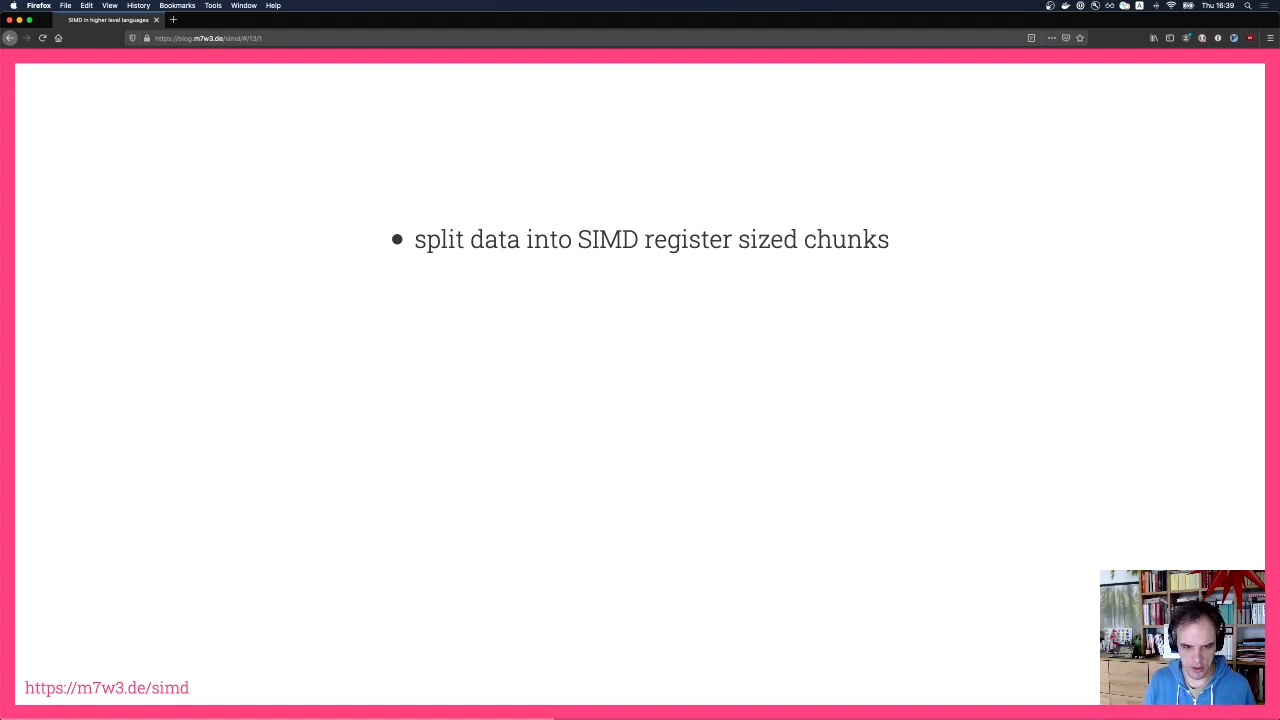 Firefox File Edit View History Bookmarks Tools Window Help Thu 16:39
SIMD in higher level languages
https://blog.m7w3.de/simd/#/13/1
split data into SIMD register sized chunks
https://m7w3.de/simd